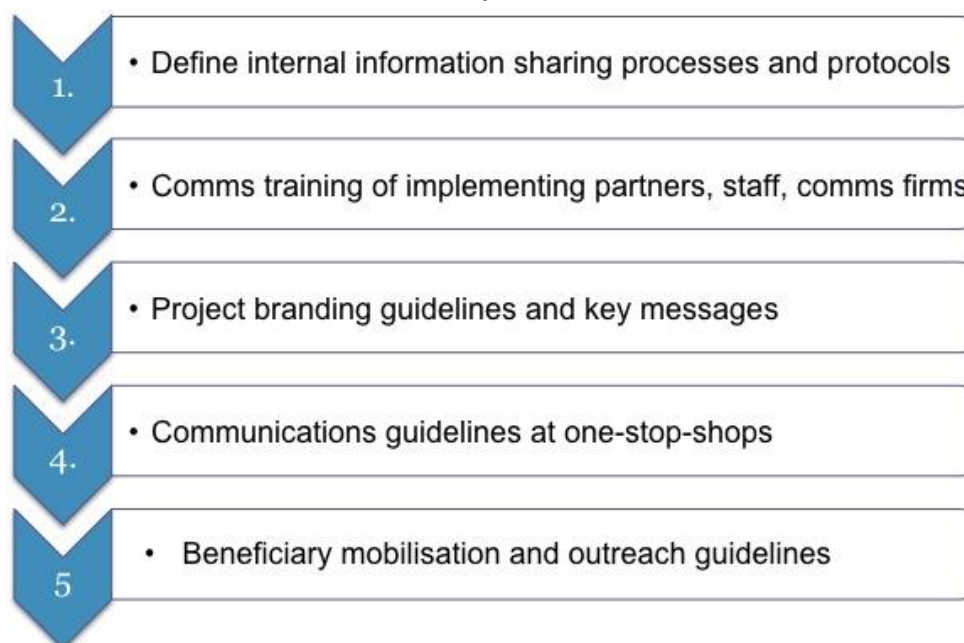 1.
• Define internal information sharing processes and protocols
2.
• Comms training of implementing partners, staff, comms firms
3.
• Project branding guidelines and key messages
4.
• Communications guidelines at one-stop-shops
5
• Beneficiary mobilisation and outreach guidelines